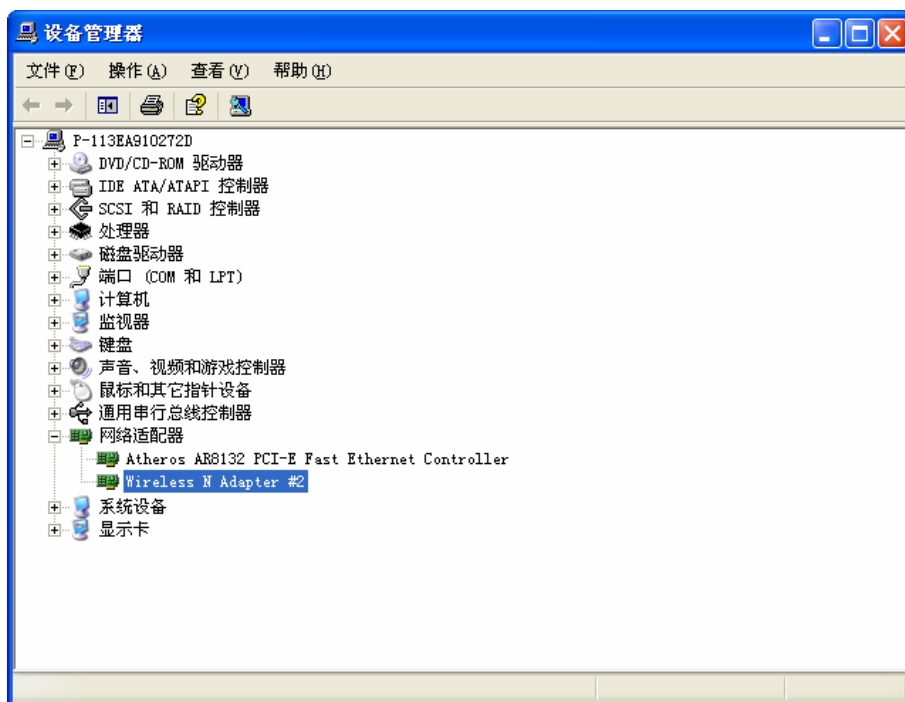 设备管理器
文件(F) 操作(A) 查看(V) 帮助(H)
P-113EA910272D
DVD/CD-ROM 驱动器
IDE ATA/ATAPI 控制器
SCSI 和 RAID 控制器
处理器
磁盘驱动器
端口 (COM 和 LPT)
计算机
监视器
键盘
声音、视频和游戏控制器
鼠标和其它指针设备
通用串行总线控制器
网络适配器
Atheros AR8132 PCI-E Fast Ethernet Controller
Wireless N Adapter #2
系统设备
显示卡